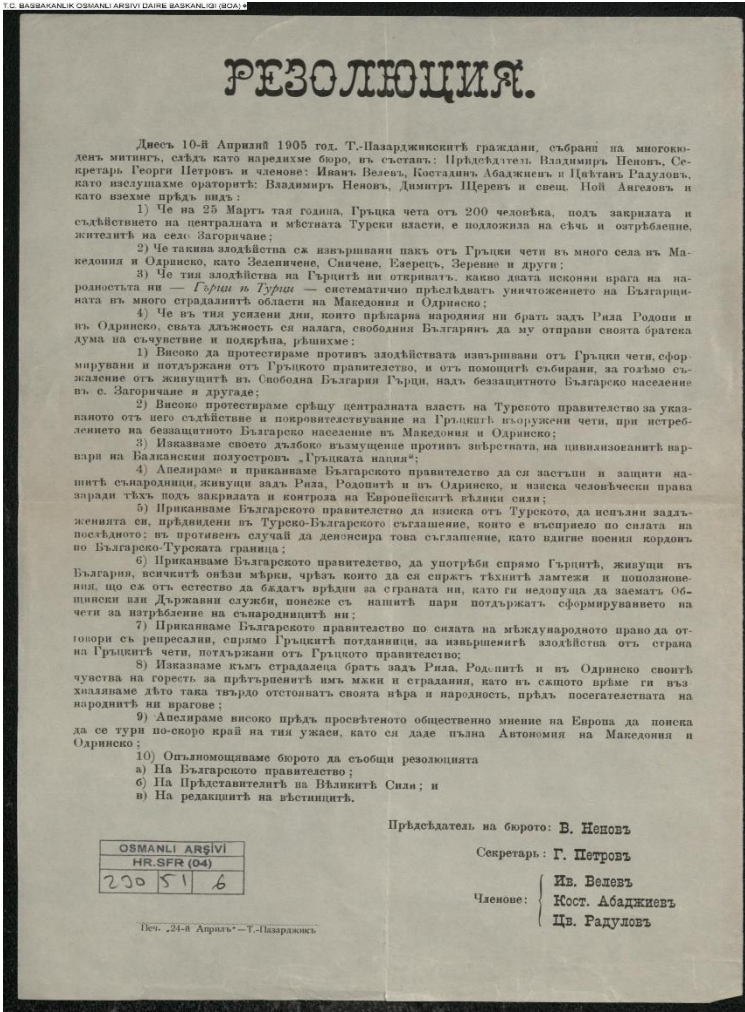 T.C. BASBAKANLIK OSMANLI ARSIVI DAIRE BASKANLIGI (BOA)
РЕЗОЛЮЦИЯ.
Днесъ 10-й Априлий 1905 год. Т.-Пазарджикскитѣ граждани, събрани на многолю-
денъ митингъ, слѣдъ като наредихме бюро, въ съставъ: Прѣдсѣдатель Владимиръ Неновъ, Се-
кретарь Георги Петровъ и членове: Иванъ Велевъ, Костадинъ Абаджиевъ и Цвѣтанъ Радуловъ,
като изслушахме ораторитѣ: Владимиръ Неновъ, Димитръ Щеревъ и свещ. Ной Ангеловъ и
като взехме прѣдъ видъ:
1) Че на 25 Мартъ тая година, Гръцка чета отъ 200 человѣка, подъ закрилата и
съдѣйствието на централната и мѣстната Турски власти, е подложила на сѣчь и озтрѣбление,
жителитѣ на село Загоричане;
2) Че такива злодѣйства сѫ извършвани пакъ отъ Гръцки чети въ много села въ Ма-
кедония и Одринско, като Зеленичене, Сничене, Езерецъ, Зерение и други;
3) Че тия злодѣйства на Гърцитѣ ни откриватъ, какво двата исконни врага на на-
родностьта ни — Гърци и Турци — систематично прѣслѣдватъ уничтожението на Българщи-
ната въ много страдалнитѣ области на Македония и Одринско;
4) Че въ тия усилени дни, които прѣкарва народния ни братъ задъ Рила Родопи и
въ Одринско, свѣта длъжность ся налага, свободния Българинъ да му отправи своята братска
дума на съчувствие и подкрѣпа, рѣшихме:
1) Високо да протестираме противъ злодѣйствата извършвани отъ Гръцки чети, сфор-
мирувани и потдържани отъ Гръцкото правителство, и отъ помощитѣ събирани, за голѣмо съ-
жаление отъ живущитѣ въ Свободна България Гърци, надъ беззащитното Българско население
въ с. Загоричане и другаде;
2) Високо протестираме срѣщу централната власть на Турското правителство за указ-
ваното отъ него съдѣйствие и покровителствувание на Гръцкитѣ въоръжени чети, при истреб-
лението на беззащитното Българско население въ Македония и Одринско;
3) Изказваме своето дълбоко възмущение противъ звѣрствата, на цивилизованитѣ вар-
вари на Балканския полуостровъ „Гръцката нация“:
4) Апелираме и приканваме Българското правителство да ся застъпи и защити на-
шитѣ сънародници, живущи задъ Рила, Родопитѣ и въ Одринско, и изиска человѣчески права
заради тѣхъ подъ закрилата и контрола на Европейскитѣ вѣлики сили;
5) Приканваме Българското правителство да изиска отъ Турското, да испълни задлъ-
женията си, прѣдвидени въ Турско-Българското съглашение, което е възприело по силата на
послѣдното; въ противенъ случай да денонсира това съглашение, като вдигне военния кордонъ
по Българско-Турската граница;
6) Приканваме Българското правителство, да употрѣби спрямо Гърцитѣ, живущи въ
България, всичкитѣ онѣзи мѣрки, чрѣзъ които да ся спрѫтъ тѣхнитѣ ламтежи и поползнове-
ния, що сѫ отъ естество да бѫдатъ врѣдни за страната ни, като ги недопуща да заематъ Об-
щински или Държавни служби, понеже съ нашитѣ пари потдържатъ сформируванието на
чети за изтрѣбление на сънародницитѣ ни;
7) Приканваме Българското правителство по силата на мѣждународното право да от-
говори съ репресалии, спрямо Гръцкитѣ потданници, за извършенитѣ злодѣйства отъ страна
на Гръцкитѣ чети, потдържани отъ Гръцкото правителство;
8) Изказваме къмъ страдалеца братъ задъ Рила, Родопитѣ и въ Одринско своитѣ
чувства на горесть за прѣтърпенитѣ имъ мѫки и страдания, като въ сѫщото врѣме ги въз-
хваляваме дѣто така твърдо отстояватъ своята вѣра и народность, прѣдъ посегателствата на
народнитѣ ни врагове;
9) Апелираме високо прѣдъ просвѣтеното общественно мнение на Европа да поиска
да се тури по-скоро край на тия ужаси, като ся даде пълна Автономия на Македония и
Одринско;
10) Опълномощаваме бюрото да съобщи резолюцията
а) На Българското правителство;
б) На Прѣдставителитѣ на Вѣликитѣ Сили; и
в) На редакциитѣ на вѣстницитѣ.
Прѣдсѣдатель на бюрото: В. Неновъ
Секретарь: Г. Петровъ
Членове:
Ив. Велевъ
Кост. Абаджиевъ
Цв. Радуловъ
OSMANLI ARŞİVİ
HR.SFR (04)
290 51 6
Печ. „24-й Априлъ“—Т.-Пазарджикъ